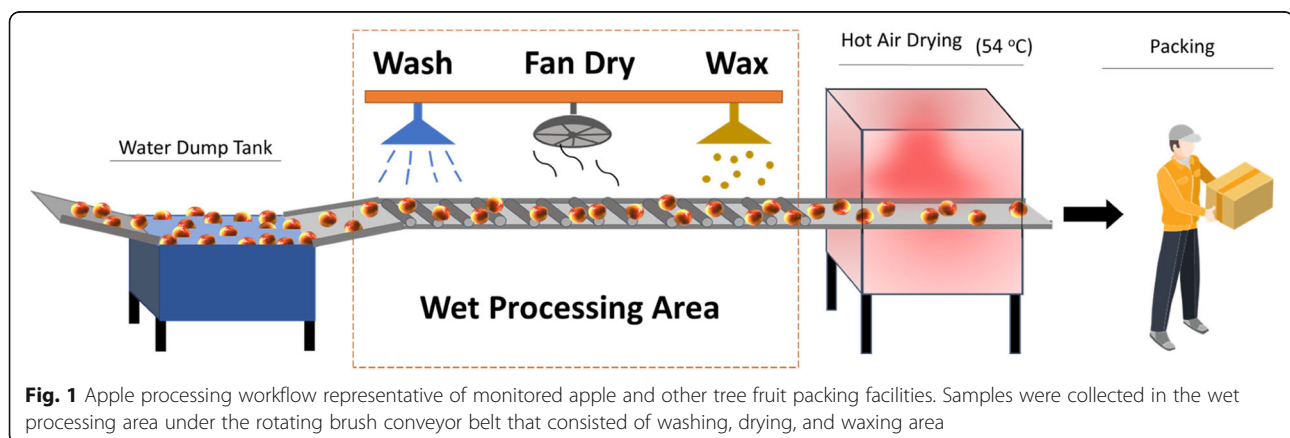 Wash Fan Dry Wax
Hot Air Drying (54 °C)
Packing
Water Dump Tank
Wet Processing Area
Fig. 1 Apple processing workflow representative of monitored apple and other tree fruit packing facilities. Samples were collected in the wet
processing area under the rotating brush conveyor belt that consisted of washing, drying, and waxing area